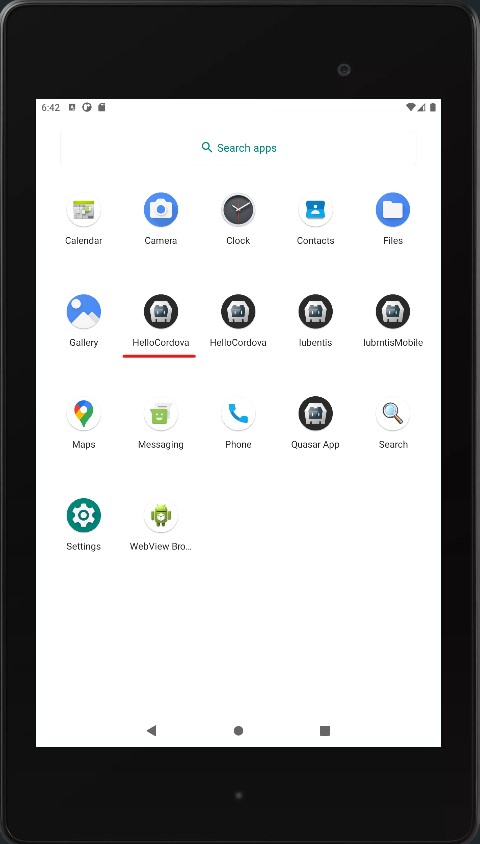 6:42
Search apps
Calendar
Camera
Clock
Contacts
Files
Gallery
HelloCordova
HelloCordova
lubentis
lubrntisMobile
Maps
Messaging
Phone
Quasar App
Search
Settings
WebView Bro...